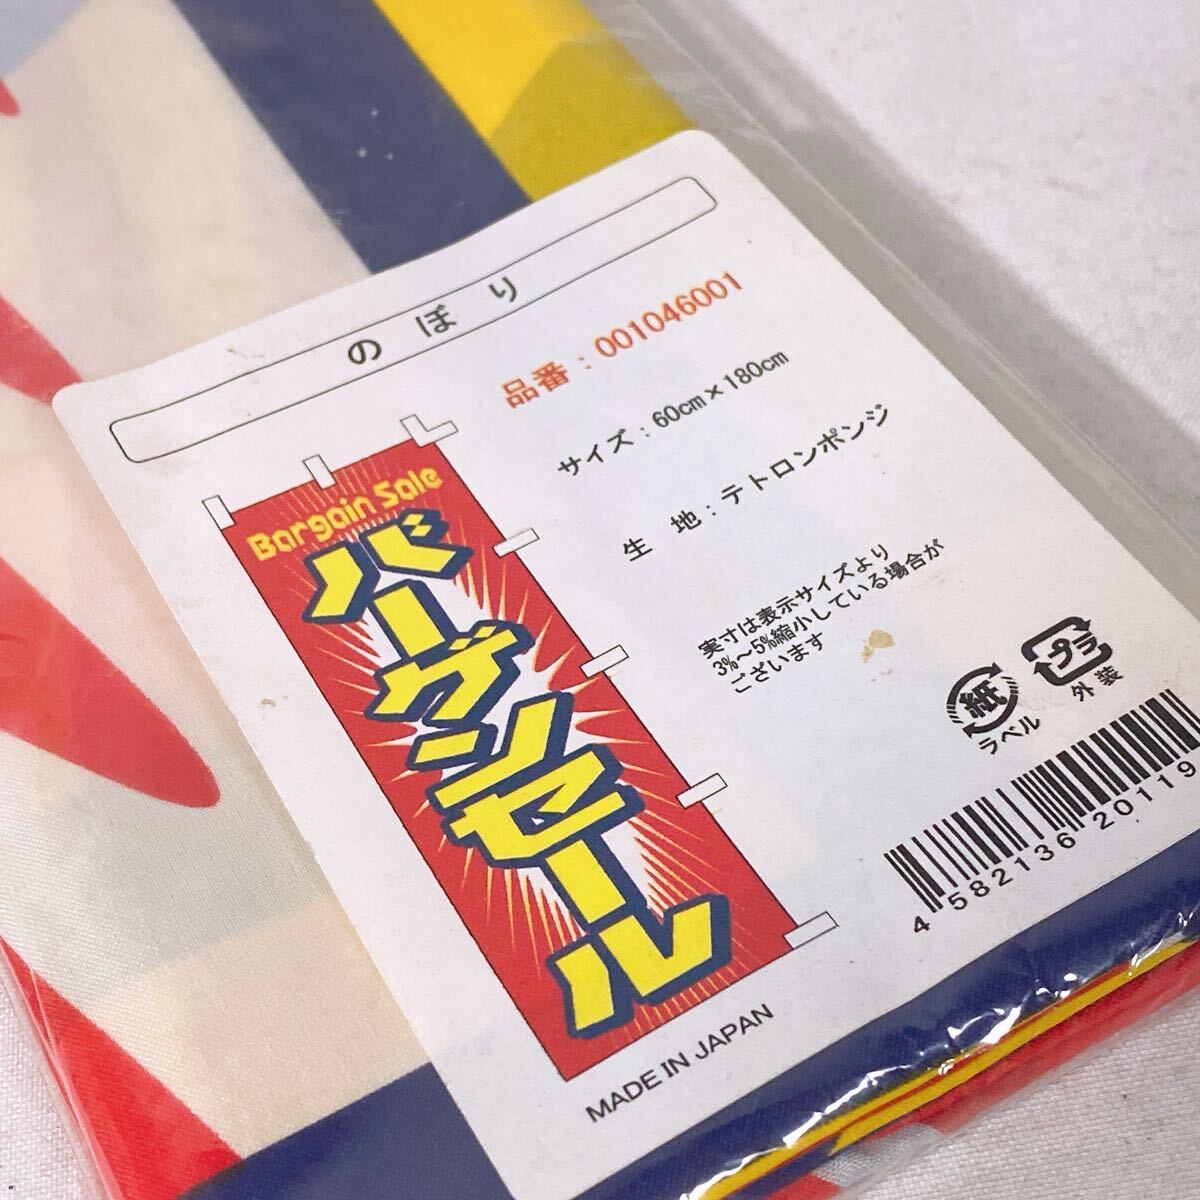 のぼり
品番：001046001
サイズ：60cm×180cm
生 地：テトロンポンジ
実寸は表示サイズより
3%～5%縮小している場合が
ございます
Bargain Sale
バーゲンセール
紙
ラベル
プラ
外装
4 582136 20119
MADE IN JAPAN